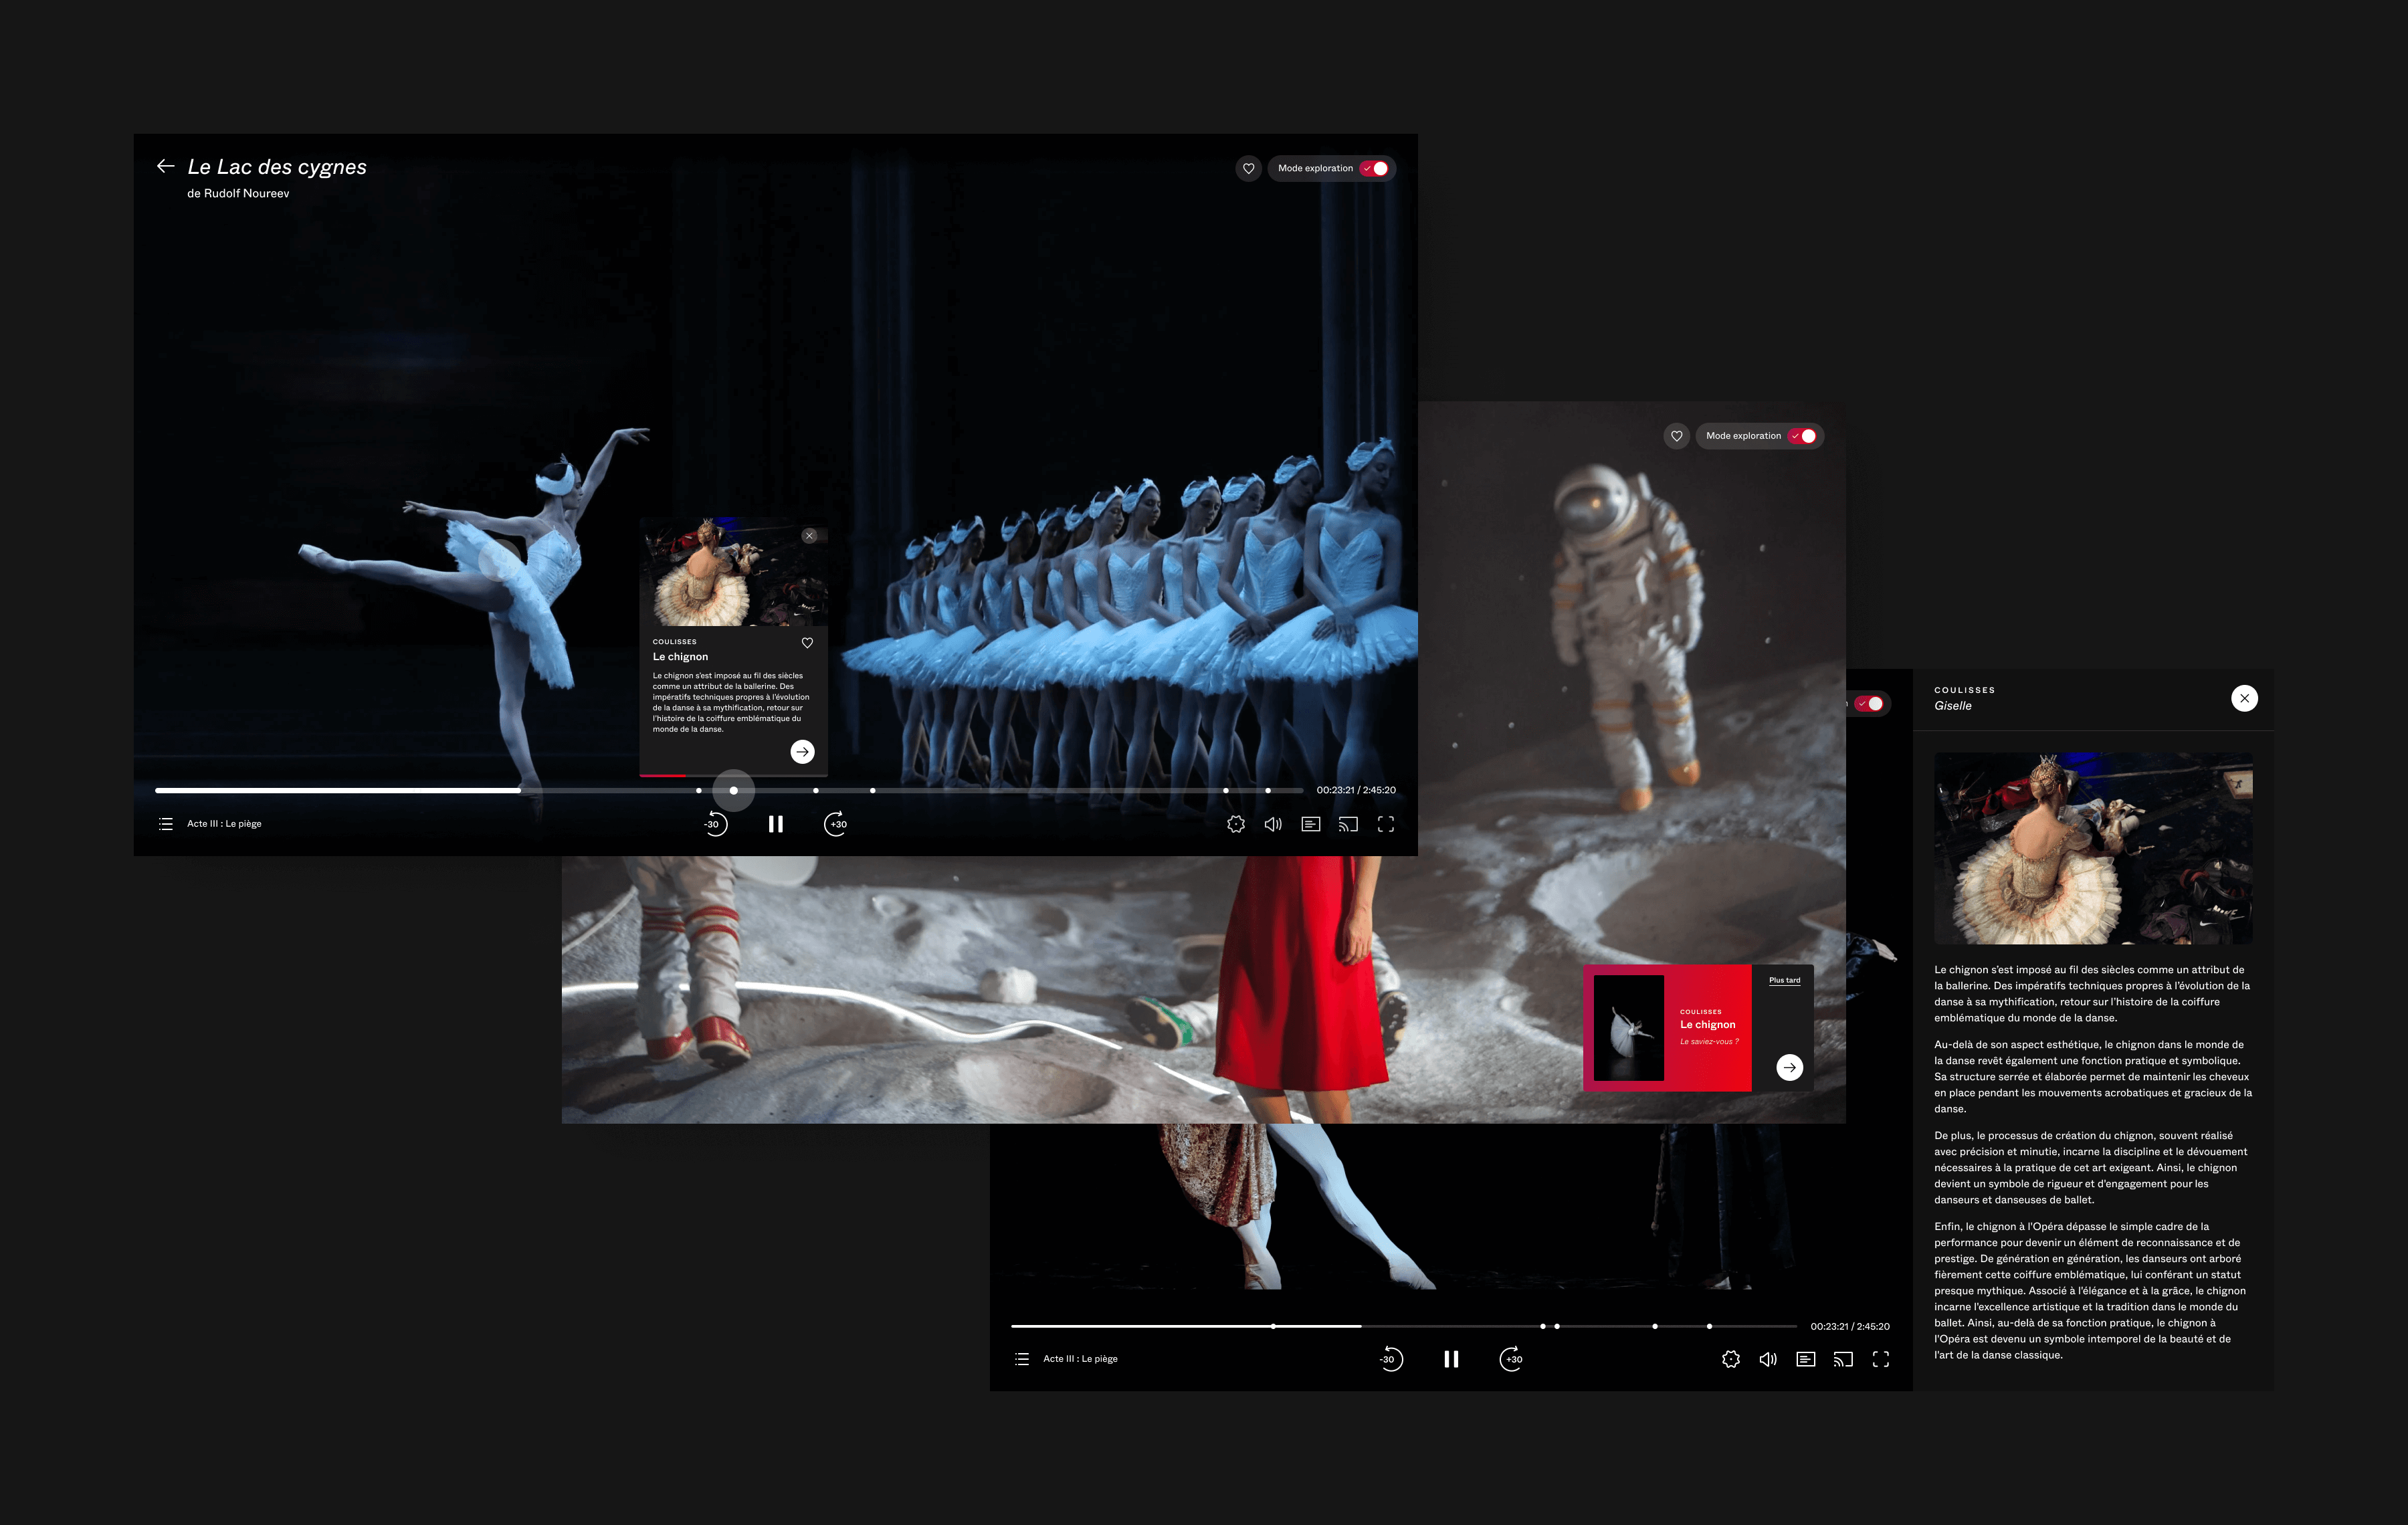 Le Lac des cygnes
de Rudolf Noureev
Mode exploration
COULISSES
Le chignon
Le chignon s'est imposé au fil des siècles
comme un attribut de la ballerine. Des
impératifs techniques propres à l'évolution
de la danse à sa mythification, retour sur
l'histoire de la coiffure emblématique du
monde de la danse.
00:23:21 / 2:45:20
Acte III : Le piège
-30
+30
Mode exploration
Plus tard
COULISSES
Le chignon
Le saviez-vous ?
n
COULISSES
Giselle
Le chignon s'est imposé au fil des siècles comme un attribut de
la ballerine. Des impératifs techniques propres à l'évolution de la
danse à sa mythification, retour sur l'histoire de la coiffure
emblématique du monde de la danse.
Au-delà de son aspect esthétique, le chignon dans le monde de
la danse revêt également une fonction pratique et symbolique.
Sa structure serrée et élaborée permet de maintenir les cheveux
en place pendant les mouvements acrobatiques et gracieux de la
danse.
De plus, le processus de création du chignon, souvent réalisé
avec précision et minutie, incarne la discipline et le dévouement
nécessaires à la pratique de cet art exigeant. Ainsi, le chignon
devient un symbole de rigueur et d'engagement pour les
danseurs et danseuses de ballet.
Enfin, le chignon à l'Opéra dépasse le simple cadre de la
performance pour devenir un élément de reconnaissance et de
prestige. De génération en génération, les danseurs ont arboré
fièrement cette coiffure emblématique, lui conférant un statut
presque mythique. Associé à l'élégance et à la grâce, le chignon
incarne l'excellence artistique et la tradition dans le monde du
ballet. Ainsi, au-delà de sa fonction pratique, le chignon à
l'Opéra est devenu un symbole intemporel de la beauté et de
l'art de la danse classique.
00:23:21 / 2:45:20
Acte III : Le piège
-30
+30